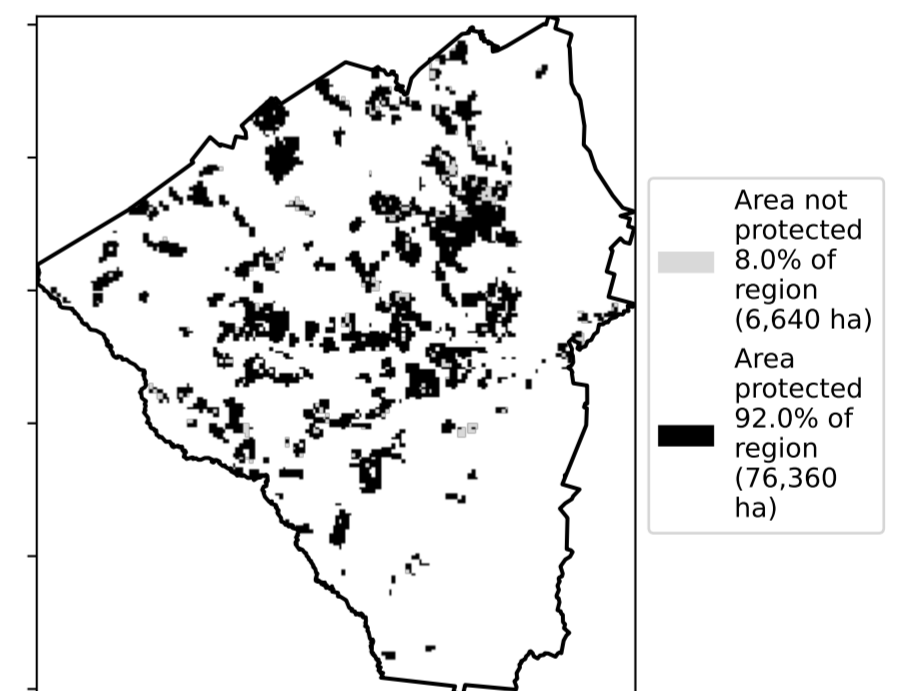 Area not
protected
8.0% of
region
(6,640 ha)
Area
protected
92.0% of
region
(76,360
ha)